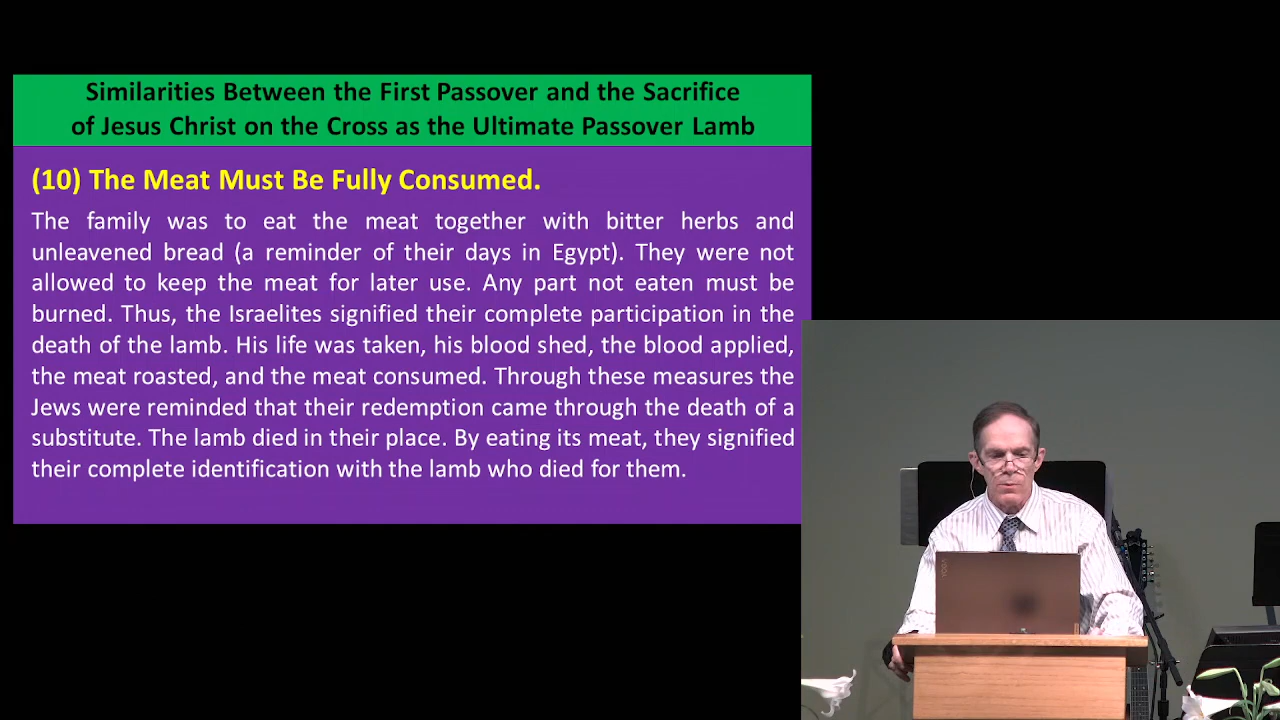 Similarities Between the First Passover and the Sacrifice
of Jesus Christ on the Cross as the Ultimate Passover Lamb
(10) The Meat Must Be Fully Consumed.
The family was to eat the meat together with bitter herbs and
unleavened bread (a reminder of their days in Egypt). They were not
allowed to keep the meat for later use. Any part not eaten must be
burned. Thus, the Israelites signified their complete participation in the
death of the lamb. His life was taken, his blood shed, the blood applied,
the meat roasted, and the meat consumed. Through these measures the
Jews were reminded that their redemption came through the death of a
substitute. The lamb died in their place. By eating its meat, they signified
their complete identification with the lamb who died for them.
YOGA